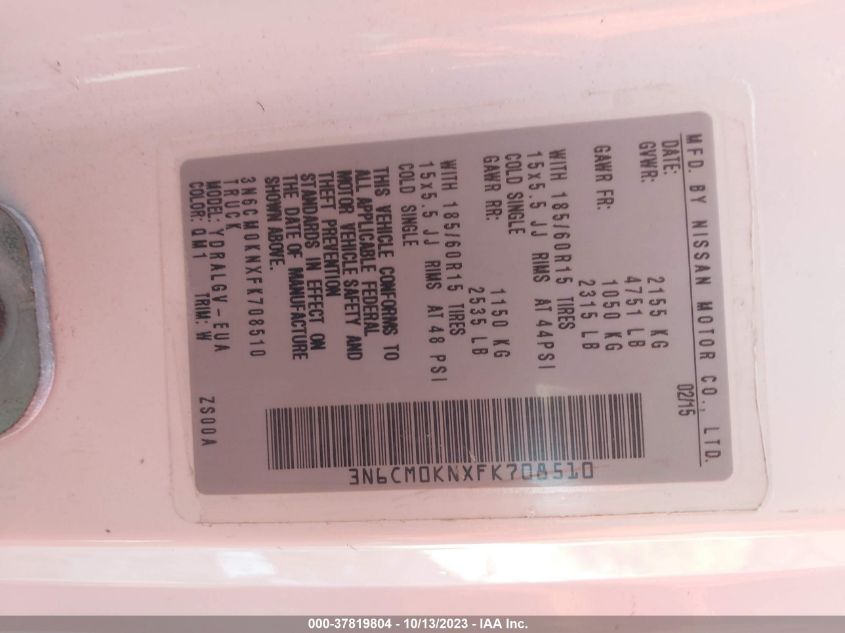 MFD. BY NISSAN MOTOR CO., LTD.
DATE: 02/15
GVWR: 2155 KG
4751 LB
GAWR FR: 1050 KG
2315 LB
WITH 185/60R15 TIRES
15x5.5 JJ RIMS AT 44PSI
COLD SINGLE
GAWR RR: 1150 KG
2535 LB
WITH 185/60R15 TIRES
15x5.5 JJ RIMS AT 48 PSI
COLD SINGLE
THIS VEHICLE CONFORMS TO
ALL APPLICABLE FEDERAL
MOTOR VEHICLE SAFETY AND
THEFT PREVENTION
STANDARDS IN EFFECT ON
THE DATE OF MANUFACTURE
SHOWN ABOVE.
3N6CM0KNXFK708510
TRUCK
MODEL: YDRALGV-EUA
COLOR: QM1 TRIM: W ZS00A
3N6CM0KNXFK708510
000-37819804 - 10/13/2023 - IAA Inc.